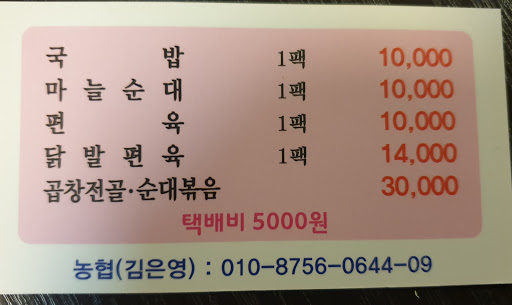 국 밥 1팩 10,000
마 늘 순 대 1팩 10,000
편 육 1팩 10,000
닭 발 편 육 1팩 14,000
곱창전골·순대볶음 30,000
택배비 5000원
농협(김은영) : 010-8756-0644-09